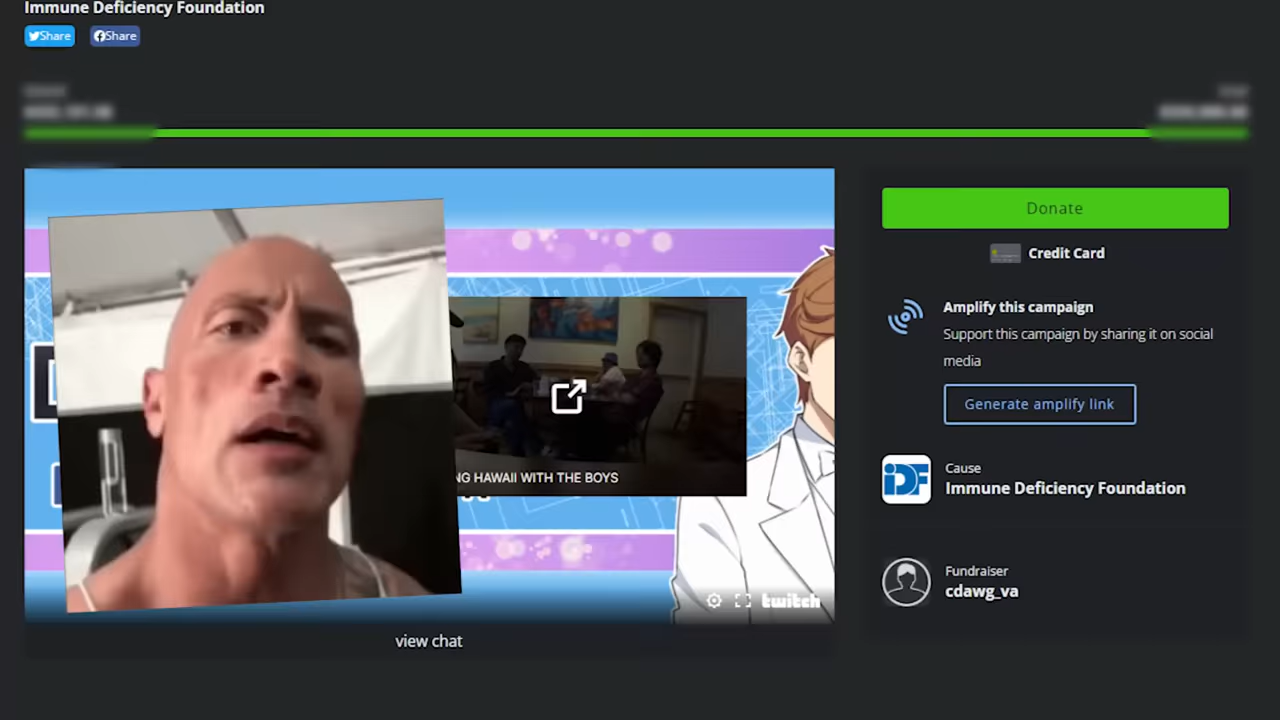 Immune Deficiency Foundation
Share
Share
Donate
Credit Card
Amplify this campaign
Support this campaign by sharing it on social
media
Generate amplify link
NG HAWAII WITH THE BOYS
Cause
Immune Deficiency Foundation
IDF
Fundraiser
cdawg_va
twitch
view chat